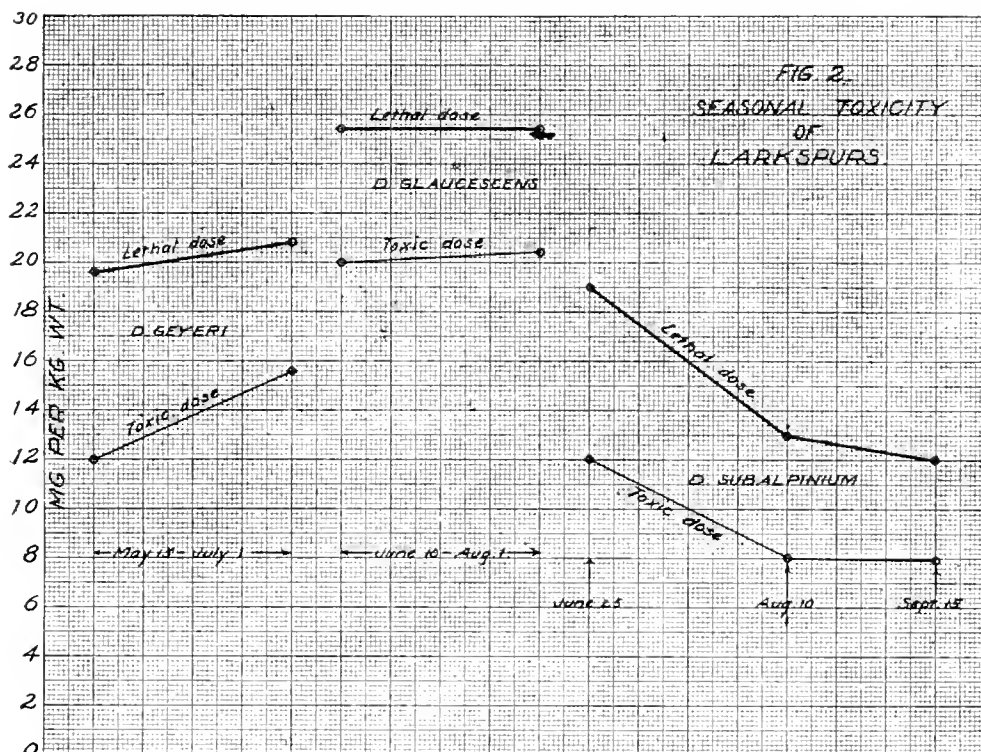 FIG. 2.
SEASONAL TOXICITY
OF
LARKSPURS.
MG PER KG. WT.
30
28
26
24
22
20
18
16
14
12
10
8
6
4
2
0
Lethal dose
D. GEYERI
Toxic dose
May 15 - July 1
Lethal dose
D. GLAUCESCENS
Toxic dose
June 10 - Aug. 1
Lethal dose
D. SUBALPINIUM
Toxic dose
June 25
Aug. 10
Sept. 15